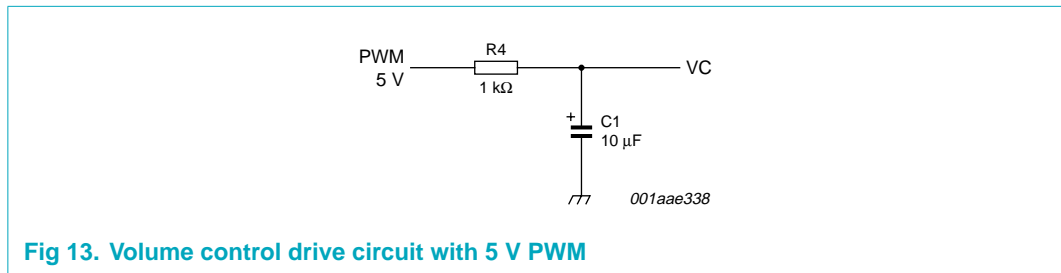 PWM
5 V
R4
1 kΩ
VC
+
C1
10 μF
001aae338
Fig 13. Volume control drive circuit with 5 V PWM